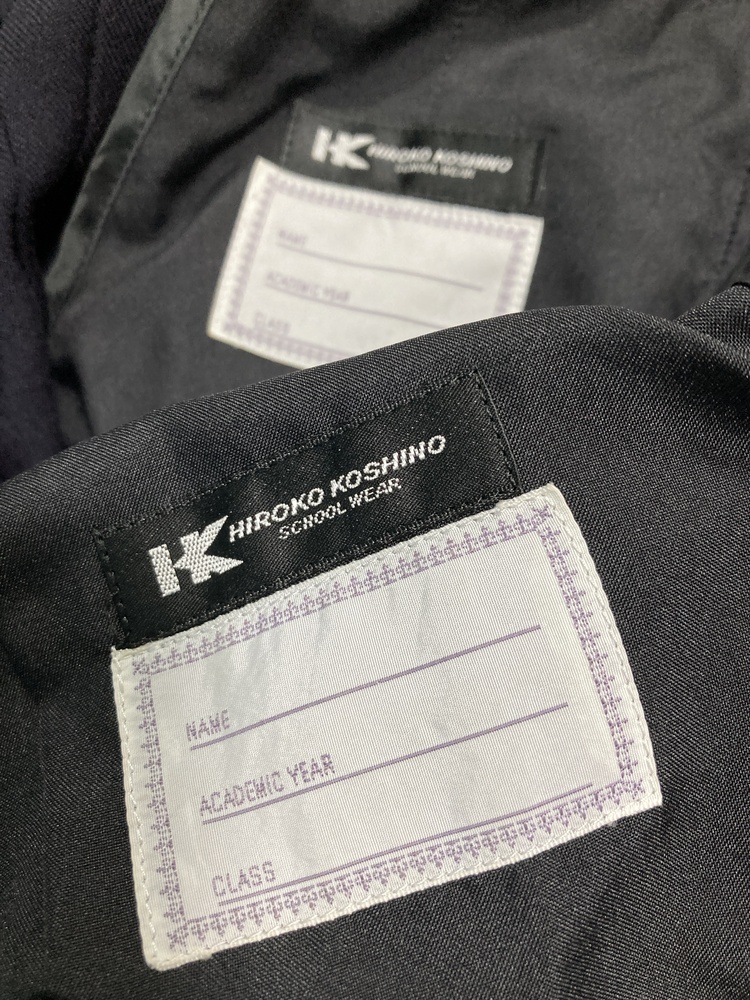 HK HIROKO KOSHINO
SCHOOL WEAR
NAME
ACADEMIC YEAR
CLASS
HK HIROKO KOSHINO
SCHOOL WEAR
NAME
ACADEMIC YEAR
CLASS